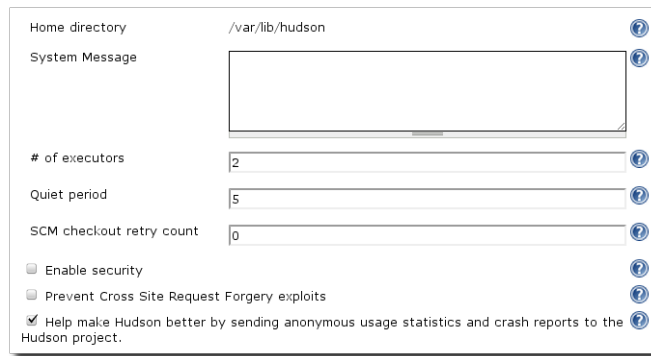 Home directory /var/lib/hudson
System Message
# of executors 2
Quiet period 5
SCM checkout retry count 0
Enable security
Prevent Cross Site Request Forgery exploits
Help make Hudson better by sending anonymous usage statistics and crash reports to the
Hudson project.